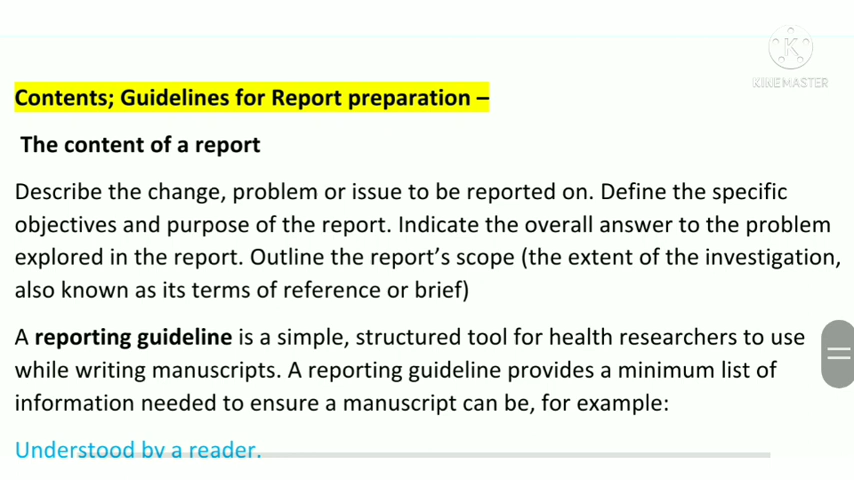 KINEMASTER
Contents; Guidelines for Report preparation –
The content of a report
Describe the change, problem or issue to be reported on. Define the specific
objectives and purpose of the report. Indicate the overall answer to the problem
explored in the report. Outline the report's scope (the extent of the investigation,
also known as its terms of reference or brief)
A reporting guideline is a simple, structured tool for health researchers to use
while writing manuscripts. A reporting guideline provides a minimum list of
information needed to ensure a manuscript can be, for example:
Understood by a reader.